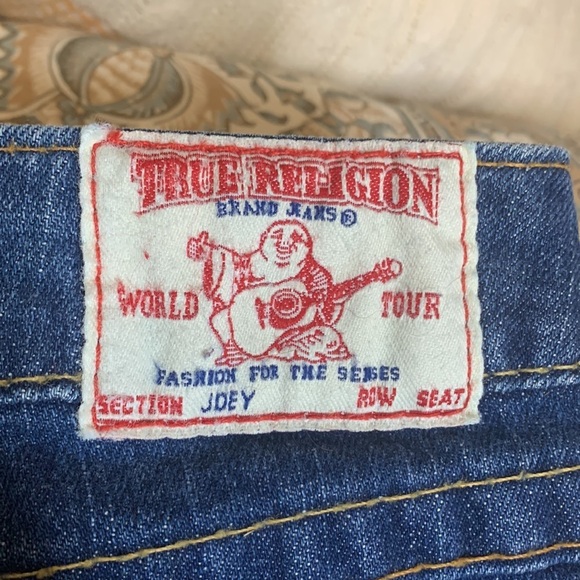 TRUE RELIGION
BRAND JEANS®
WORLD TOUR
FASHION FOR THE SENSES
SECTION JOEY ROW SEAT